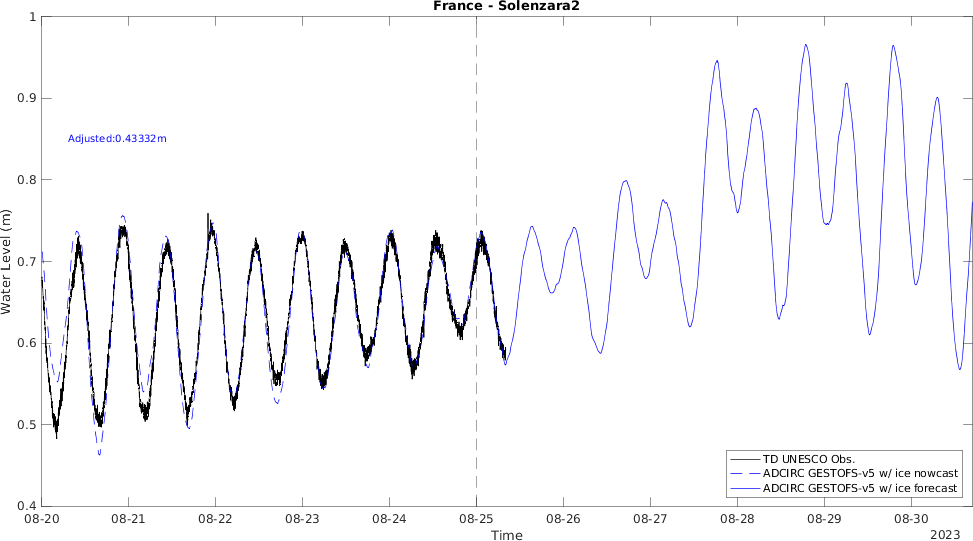 France - Solenzara2
1
0.9
Adjusted:0.43332m
0.8
0.7
Water Level (m)
0.6
0.5
0.4
TD UNESCO Obs.
ADCIRC GESTOFS-v5 w/ ice nowcast
ADCIRC GESTOFS-v5 w/ ice forecast
08-20 08-21 08-22 08-23 08-24 08-25 08-26 08-27 08-28 08-29 08-30
2023
Time